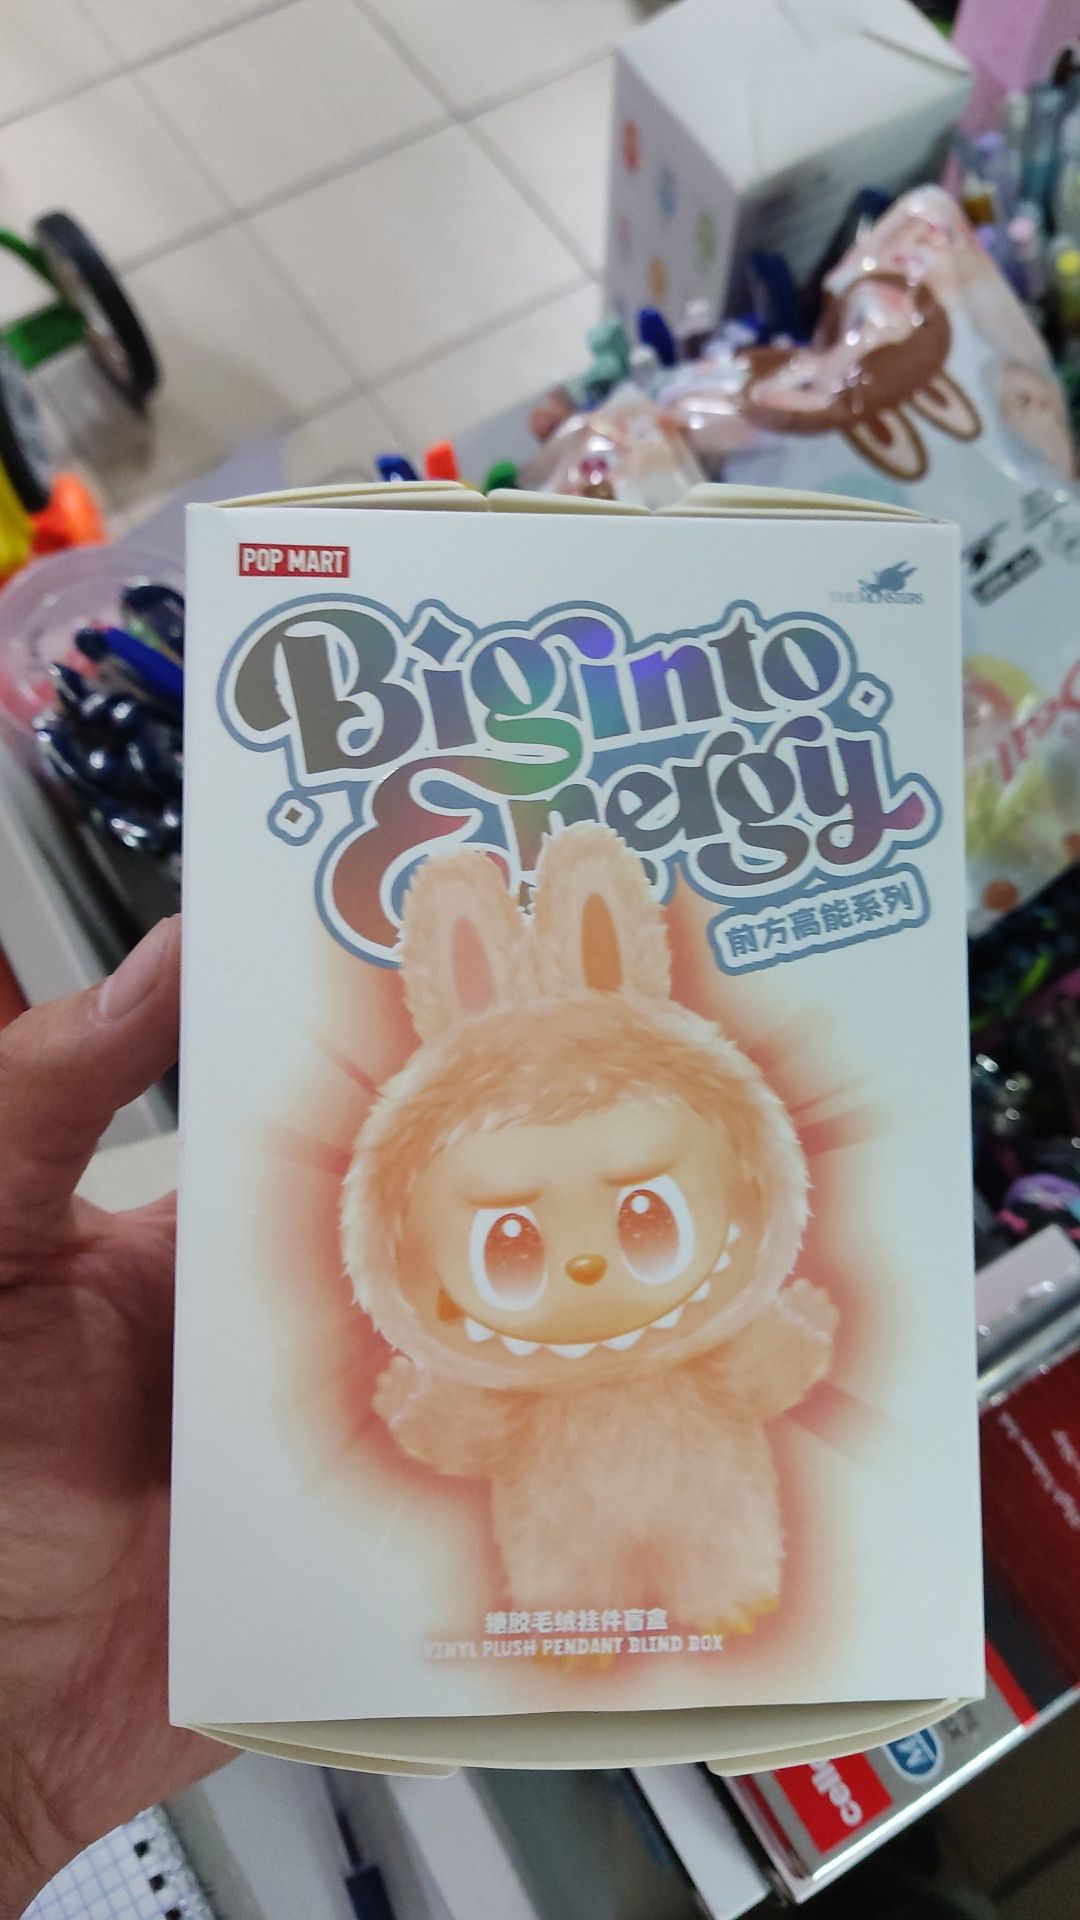 POP MART
THE MONSTERS
Big into
Energy
前方高能系列
搪胶毛绒挂件盲盒
VINYL PLUSH PENDANT BLIND BOX